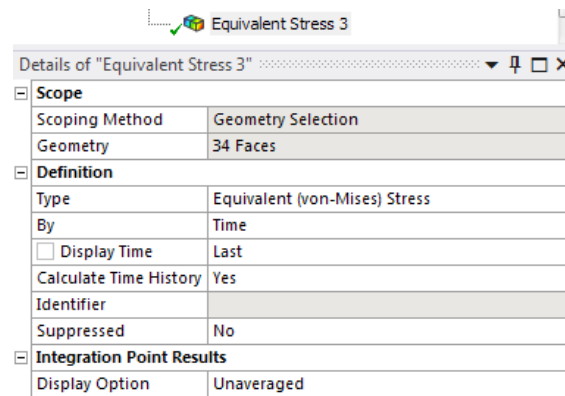 Equivalent Stress 3
Details of "Equivalent Stress 3"
Scope
Scoping Method Geometry Selection
Geometry 34 Faces
Definition
Type Equivalent (von-Mises) Stress
By Time
Display Time Last
Calculate Time History Yes
Identifier
Suppressed No
Integration Point Results
Display Option Unaveraged